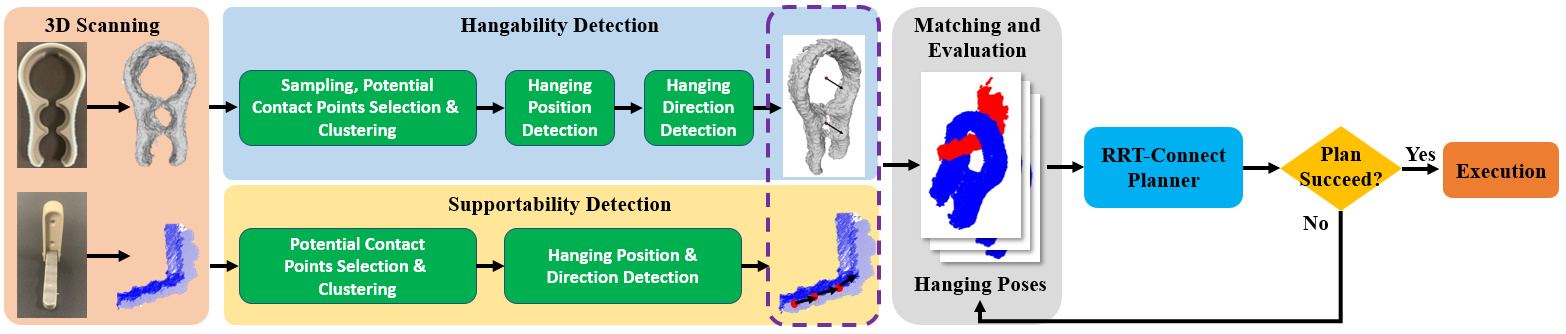 3D Scanning
Hangability Detection
Sampling, Potential
Contact Points Selection &
Clustering
Hanging
Position
Detection
Hanging
Direction
Detection
Supportability Detection
Potential Contact
Points Selection &
Clustering
Hanging Position &
Direction Detection
Matching and
Evaluation
Hanging Poses
RRT-Connect
Planner
Plan
Succeed?
Yes
No
Execution